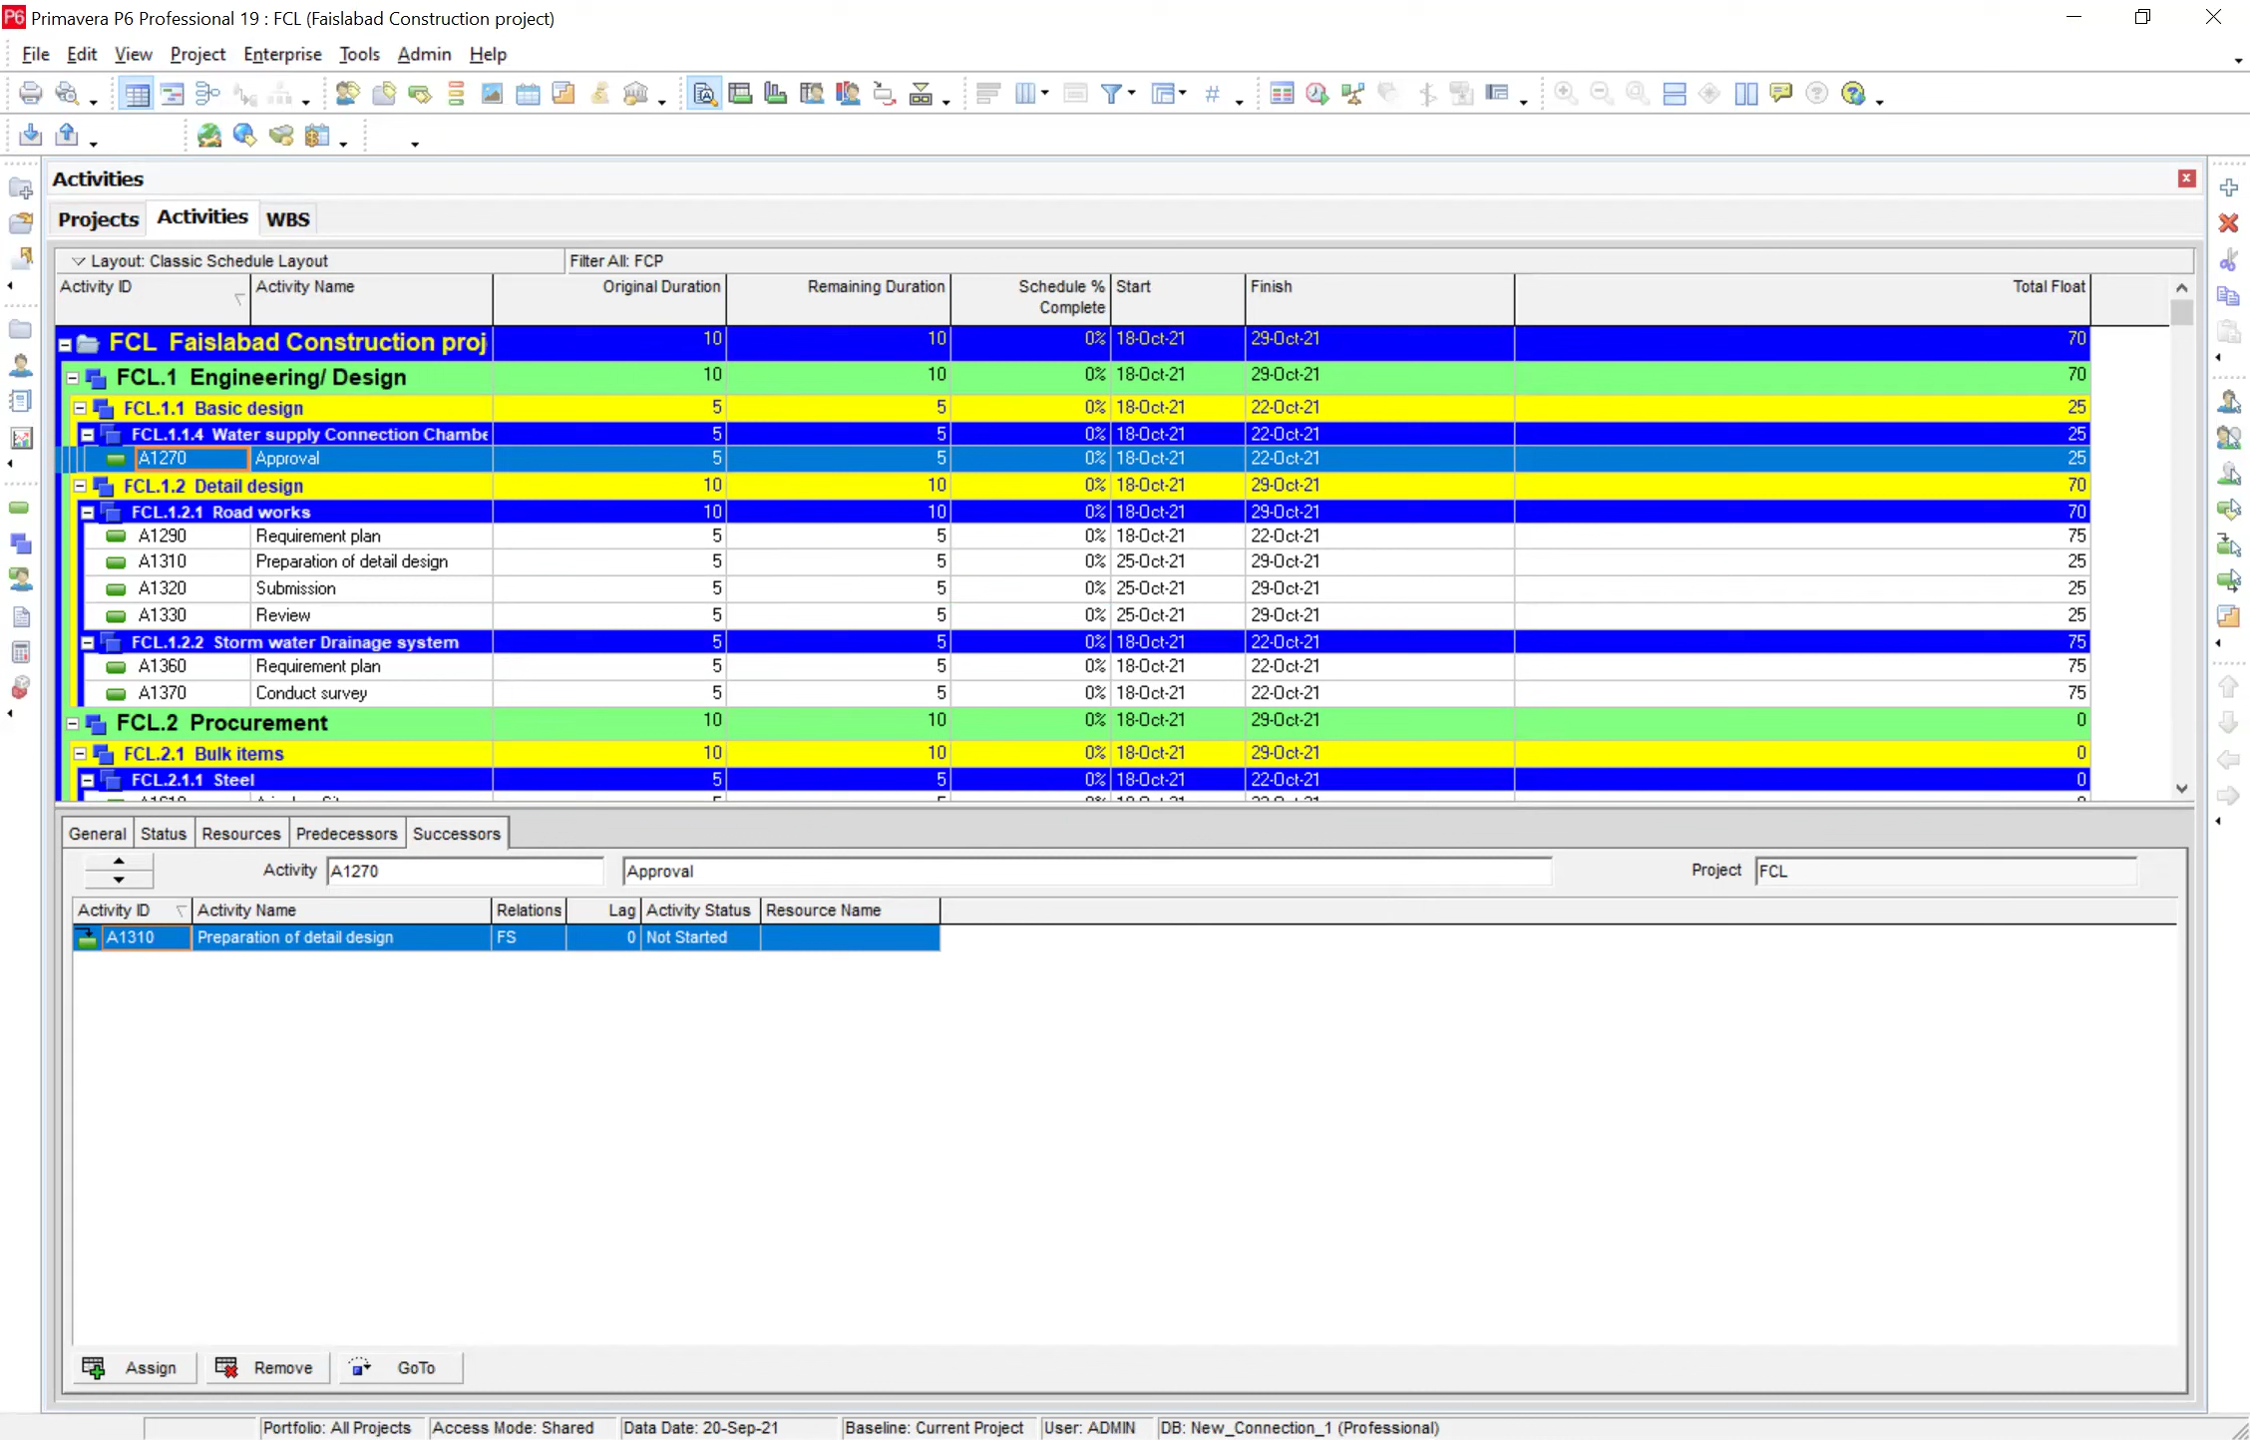 P6 Primavera P6 Professional 19 : FCL (Faislabad Construction project)
File Edit View Project Enterprise Tools Admin Help
Activities
Projects Activities WBS
Layout: Classic Schedule Layout Filter All: FCP
Activity ID Activity Name Original Duration Remaining Duration Schedule % Complete Start Finish Total Float
FCL Faislabad Construction proj 10 10 0% 18-Oct-21 29-Oct-21 70
FCL.1 Engineering/ Design 10 10 0% 18-Oct-21 29-Oct-21 70
FCL.1.1 Basic design 5 5 0% 18-Oct-21 22-Oct-21 25
FCL.1.1.4 Water supply Connection Chambe 5 5 0% 18-Oct-21 22-Oct-21 25
A1270 Approval 5 5 0% 18-Oct-21 22-Oct-21 25
FCL.1.2 Detail design 10 10 0% 18-Oct-21 29-Oct-21 70
FCL.1.2.1 Road works 10 10 0% 18-Oct-21 29-Oct-21 70
A1290 Requirement plan 5 5 0% 18-Oct-21 22-Oct-21 75
A1310 Preparation of detail design 5 5 0% 25-Oct-21 29-Oct-21 25
A1320 Submission 5 5 0% 25-Oct-21 29-Oct-21 25
A1330 Review 5 5 0% 25-Oct-21 29-Oct-21 25
FCL.1.2.2 Storm water Drainage system 5 5 0% 18-Oct-21 22-Oct-21 75
A1360 Requirement plan 5 5 0% 18-Oct-21 22-Oct-21 75
A1370 Conduct survey 5 5 0% 18-Oct-21 22-Oct-21 75
FCL.2 Procurement 10 10 0% 18-Oct-21 29-Oct-21 0
FCL.2.1 Bulk items 10 10 0% 18-Oct-21 29-Oct-21 0
FCL.2.1.1 Steel 5 5 0% 18-Oct-21 22-Oct-21 0
General Status Resources Predecessors Successors
Activity A1270 Approval Project FCL
Activity ID Activity Name Relations Lag Activity Status Resource Name
A1310 Preparation of detail design FS 0 Not Started
Assign Remove GoTo
Portfolio: All Projects Access Mode: Shared Data Date: 20-Sep-21 Baseline: Current Project User: ADMIN DB: New_Connection_1 (Professional)